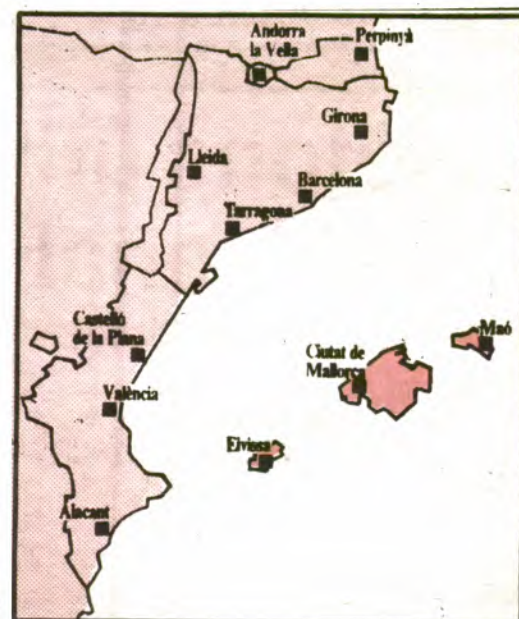 Andorra
la Vella
Perpinyà
Girona
Lleida
Barcelona
Tarragona
Castelló
de la Plana
Ciutat de
Mallorca
Maó
València
Eivissa
Alacant